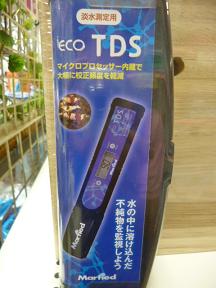 淡水測定用
ECO TDS
マイクロプロセッサー内蔵で
大幅に校正頻度を軽減
水の中に溶け込んだ
不純物を監視しよう
Marfied
Marfied